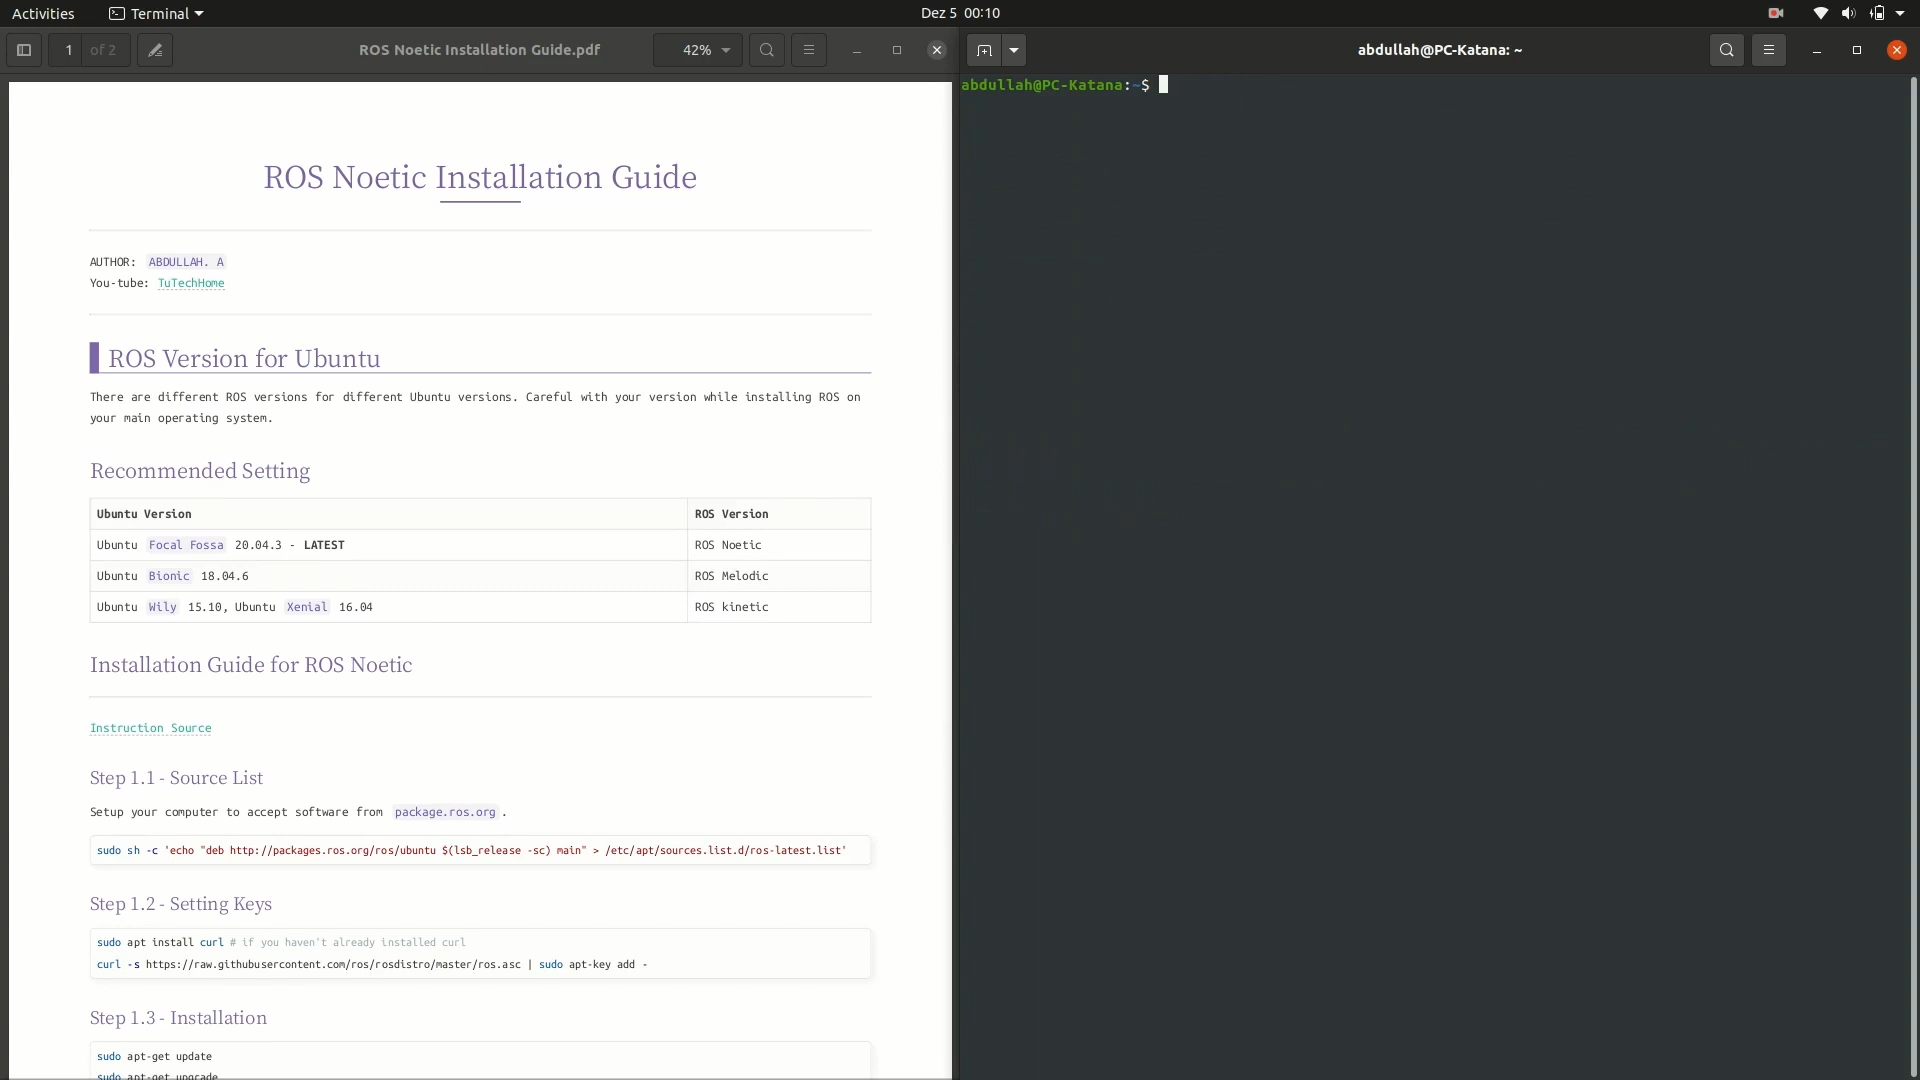 Activities Terminal Dez 5 00:10
1 of 2 ROS Noetic Installation Guide.pdf 42% abdullah@PC-Katana: ~
abdullah@PC-Katana:~$
ROS Noetic Installation Guide
AUTHOR: ABDULLAH. A
You-tube: TuTechHome
ROS Version for Ubuntu
There are different ROS versions for different Ubuntu versions. Careful with your version while installing ROS on
your main operating system.
Recommended Setting
Ubuntu Version ROS Version
Ubuntu Focal Fossa 20.04.3 - LATEST ROS Noetic
Ubuntu Bionic 18.04.6 ROS Melodic
Ubuntu Wily 15.10, Ubuntu Xenial 16.04 ROS kinetic
Installation Guide for ROS Noetic
Instruction Source
Step 1.1 - Source List
Setup your computer to accept software from package.ros.org .
sudo sh -c 'echo "deb http://packages.ros.org/ros/ubuntu $(lsb_release -sc) main" > /etc/apt/sources.list.d/ros-latest.list'
Step 1.2 - Setting Keys
sudo apt install curl # if you haven't already installed curl
curl -s https://raw.githubusercontent.com/ros/rosdistro/master/ros.asc | sudo apt-key add -
Step 1.3 - Installation
sudo apt-get update
sudo apt-get upgrade